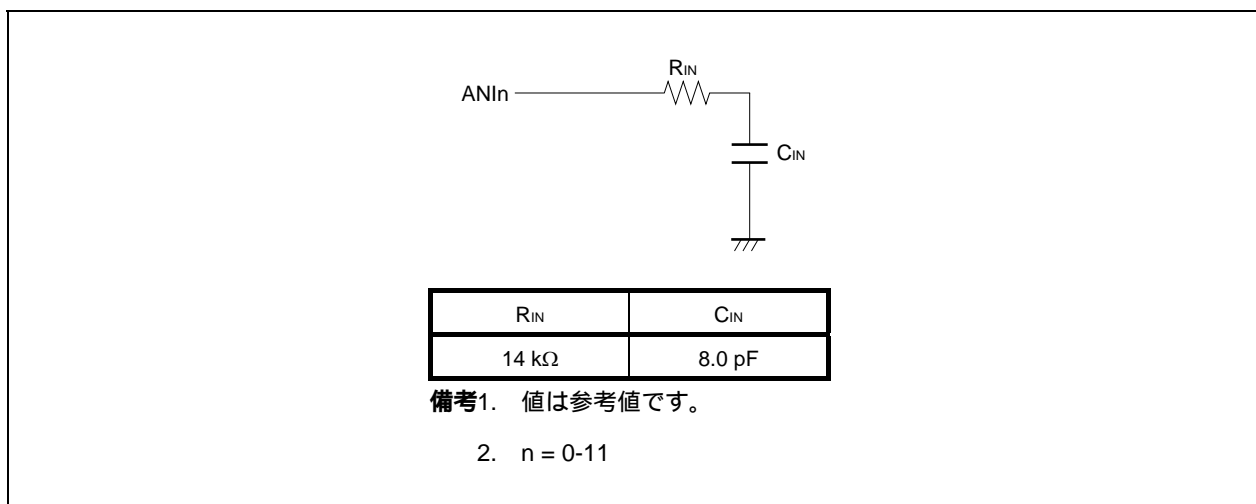 RIN
ANIn
CIN
RIN CIN
14 kΩ 8.0 pF
備考1. 値は参考値です。
2. n = 0-11